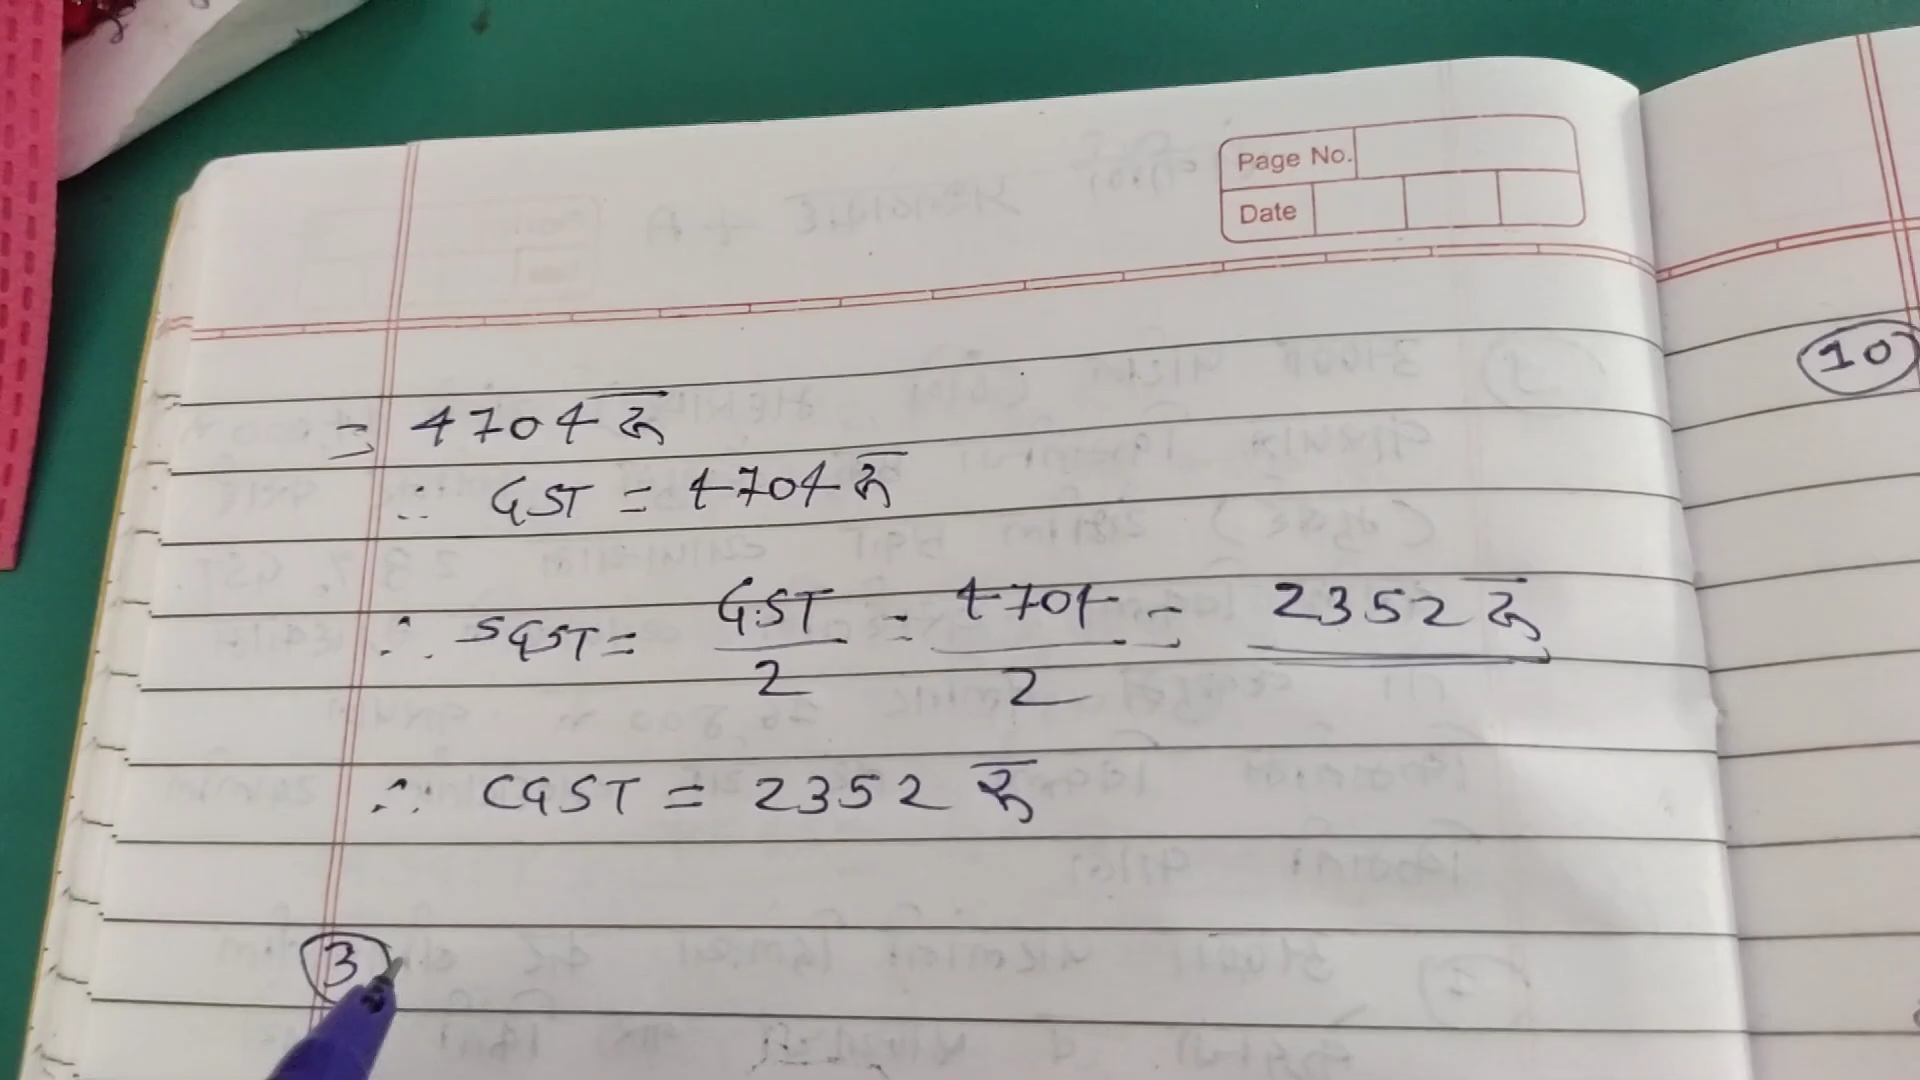 Page No.
Date
= 4704 रु
∴ GST = 4704 रु
∴ SGST = GST/2 = 4704/2 = 2352 रु
∴ CGST = 2352 रु
3
10